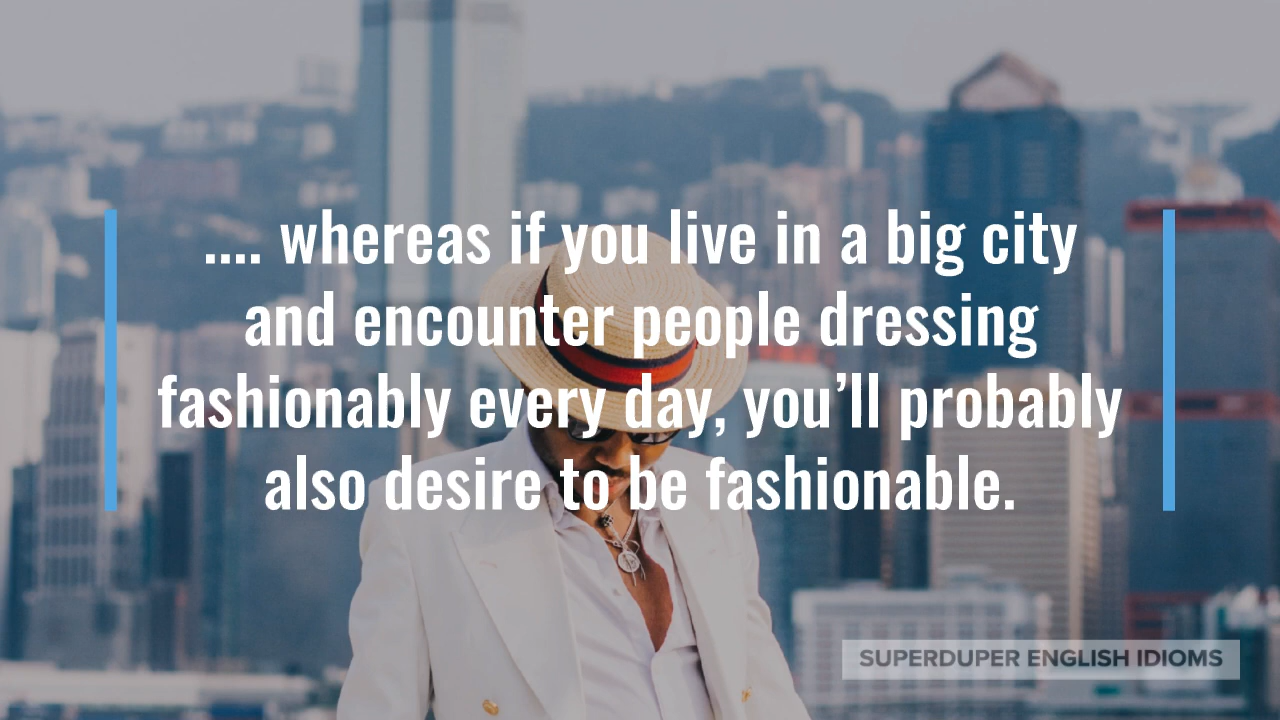 .... whereas if you live in a big city
and encounter people dressing
fashionably every day, you’ll probably
also desire to be fashionable.
SUPERDUPER ENGLISH IDIOMS